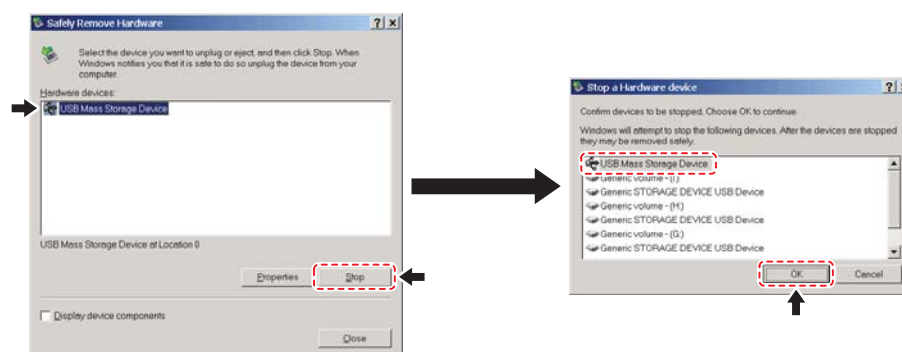 Safely Remove Hardware
Select the device you want to unplug or eject, and then click Stop. When
Windows notifies you that it is safe to do so unplug the device from your
computer.
Hardware devices:
USB Mass Storage Device
USB Mass Storage Device at Location 0
Properties
Stop
Display device components
Close
Stop a Hardware device
Confirm devices to be stopped, Choose OK to continue.
Windows will attempt to stop the following devices. After the devices are stopped
they may be removed safely.
USB Mass Storage Device
Generic volume - (I:)
Generic STORAGE DEVICE USB Device
Generic volume - (H:)
Generic STORAGE DEVICE USB Device
Generic volume - (G:)
Generic STORAGE DEVICE USB Device
OK
Cancel